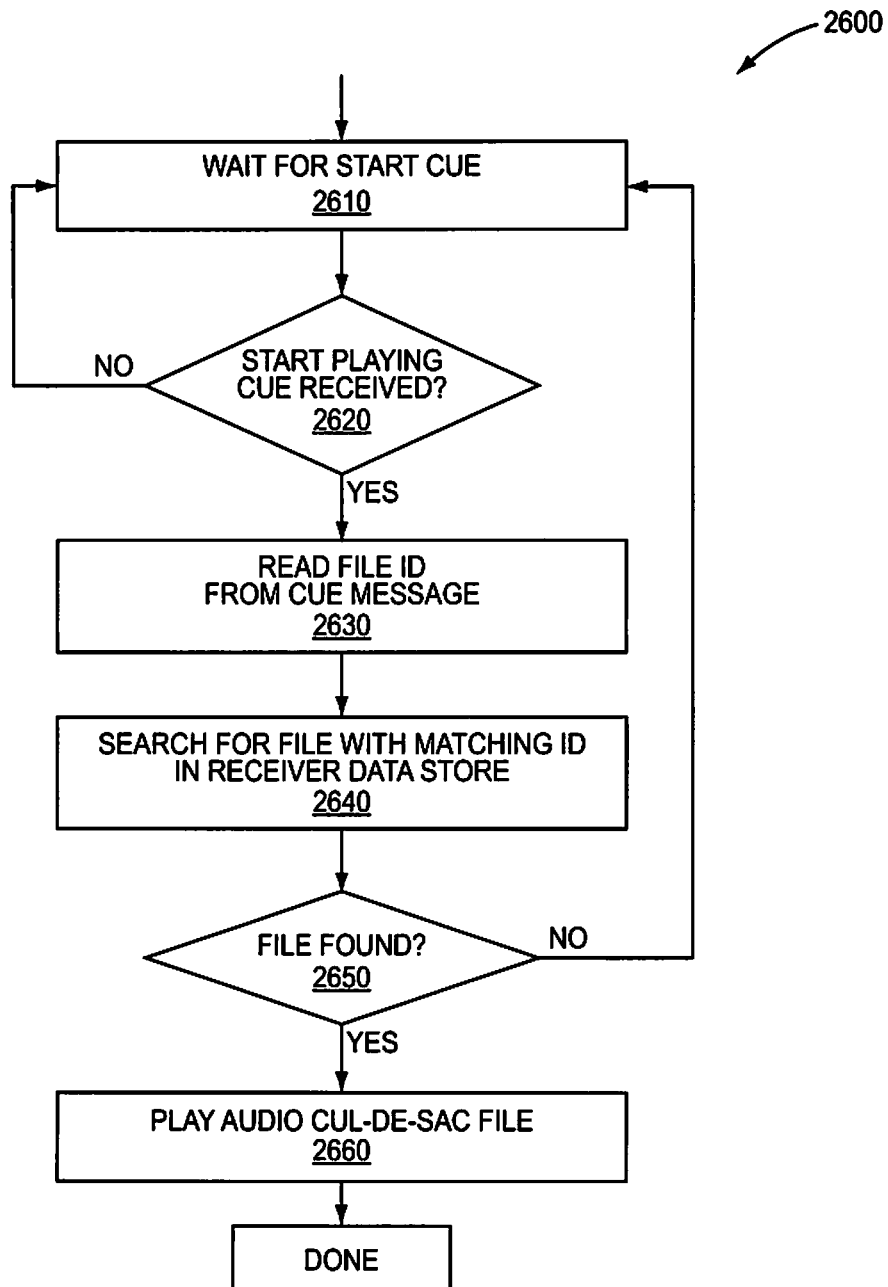 2600
WAIT FOR START CUE
2610
START PLAYING
CUE RECEIVED?
2620
NO
YES
READ FILE ID
FROM CUE MESSAGE
2630
SEARCH FOR FILE WITH MATCHING ID
IN RECEIVER DATA STORE
2640
FILE FOUND?
2650
NO
YES
PLAY AUDIO CUL-DE-SAC FILE
2660
DONE